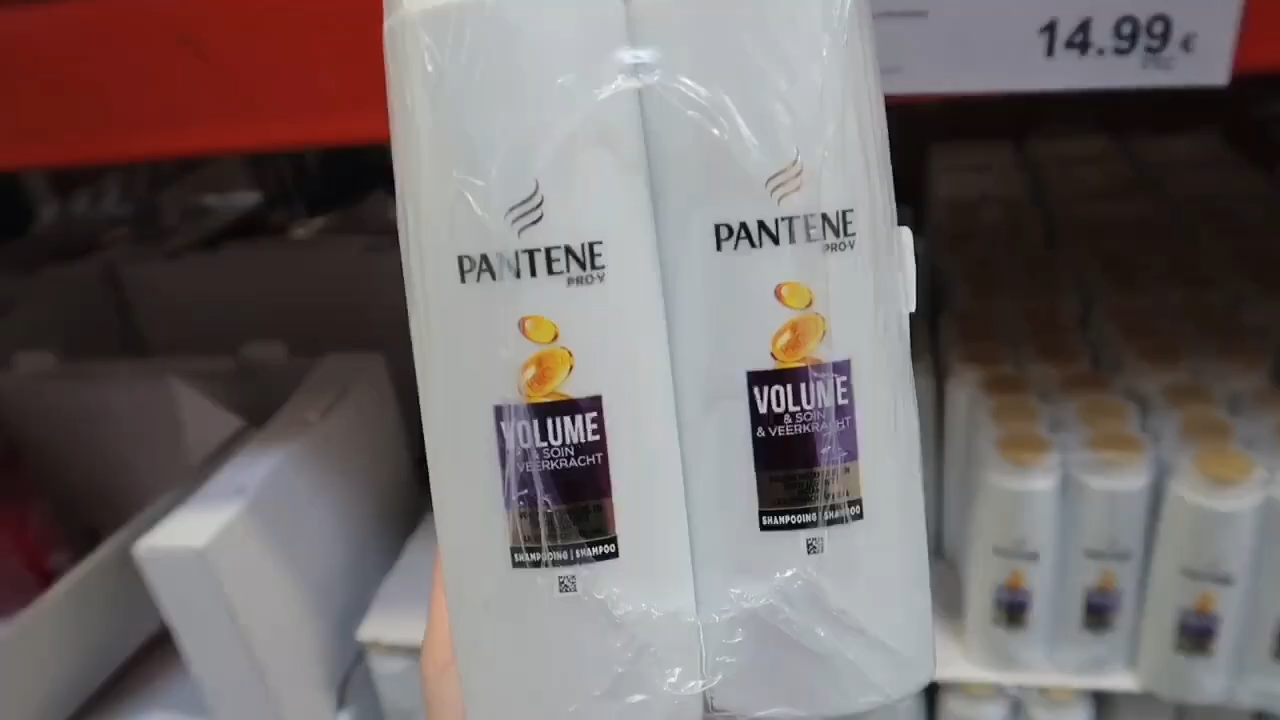 14.99 €
PANTENE
PRO-V
VOLUME
& SOIN
VEERKRACHT
SHAMPOOING | SHAMPOO
PANTENE
PRO-V
VOLUME
& SOIN
& VEERKRACHT
SHAMPOOING | SHAMPOO